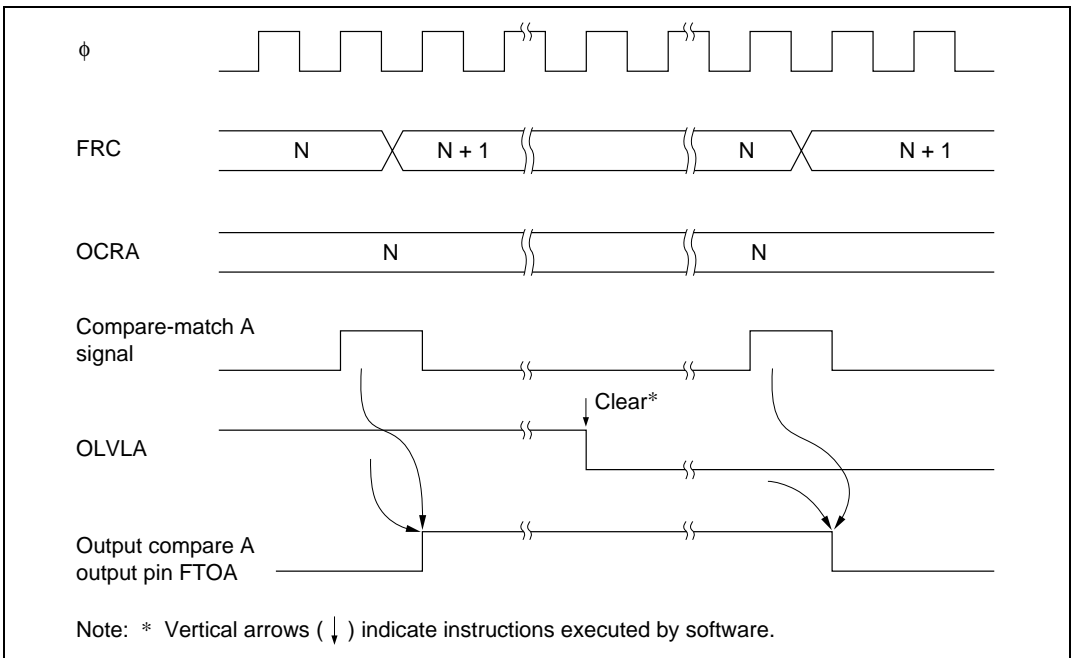 ϕ
FRC N N + 1 N N + 1
OCRA N N
Compare-match A
signal
Clear*
OLVLA
Output compare A
output pin FTOA
Note: * Vertical arrows ( ↓ ) indicate instructions executed by software.